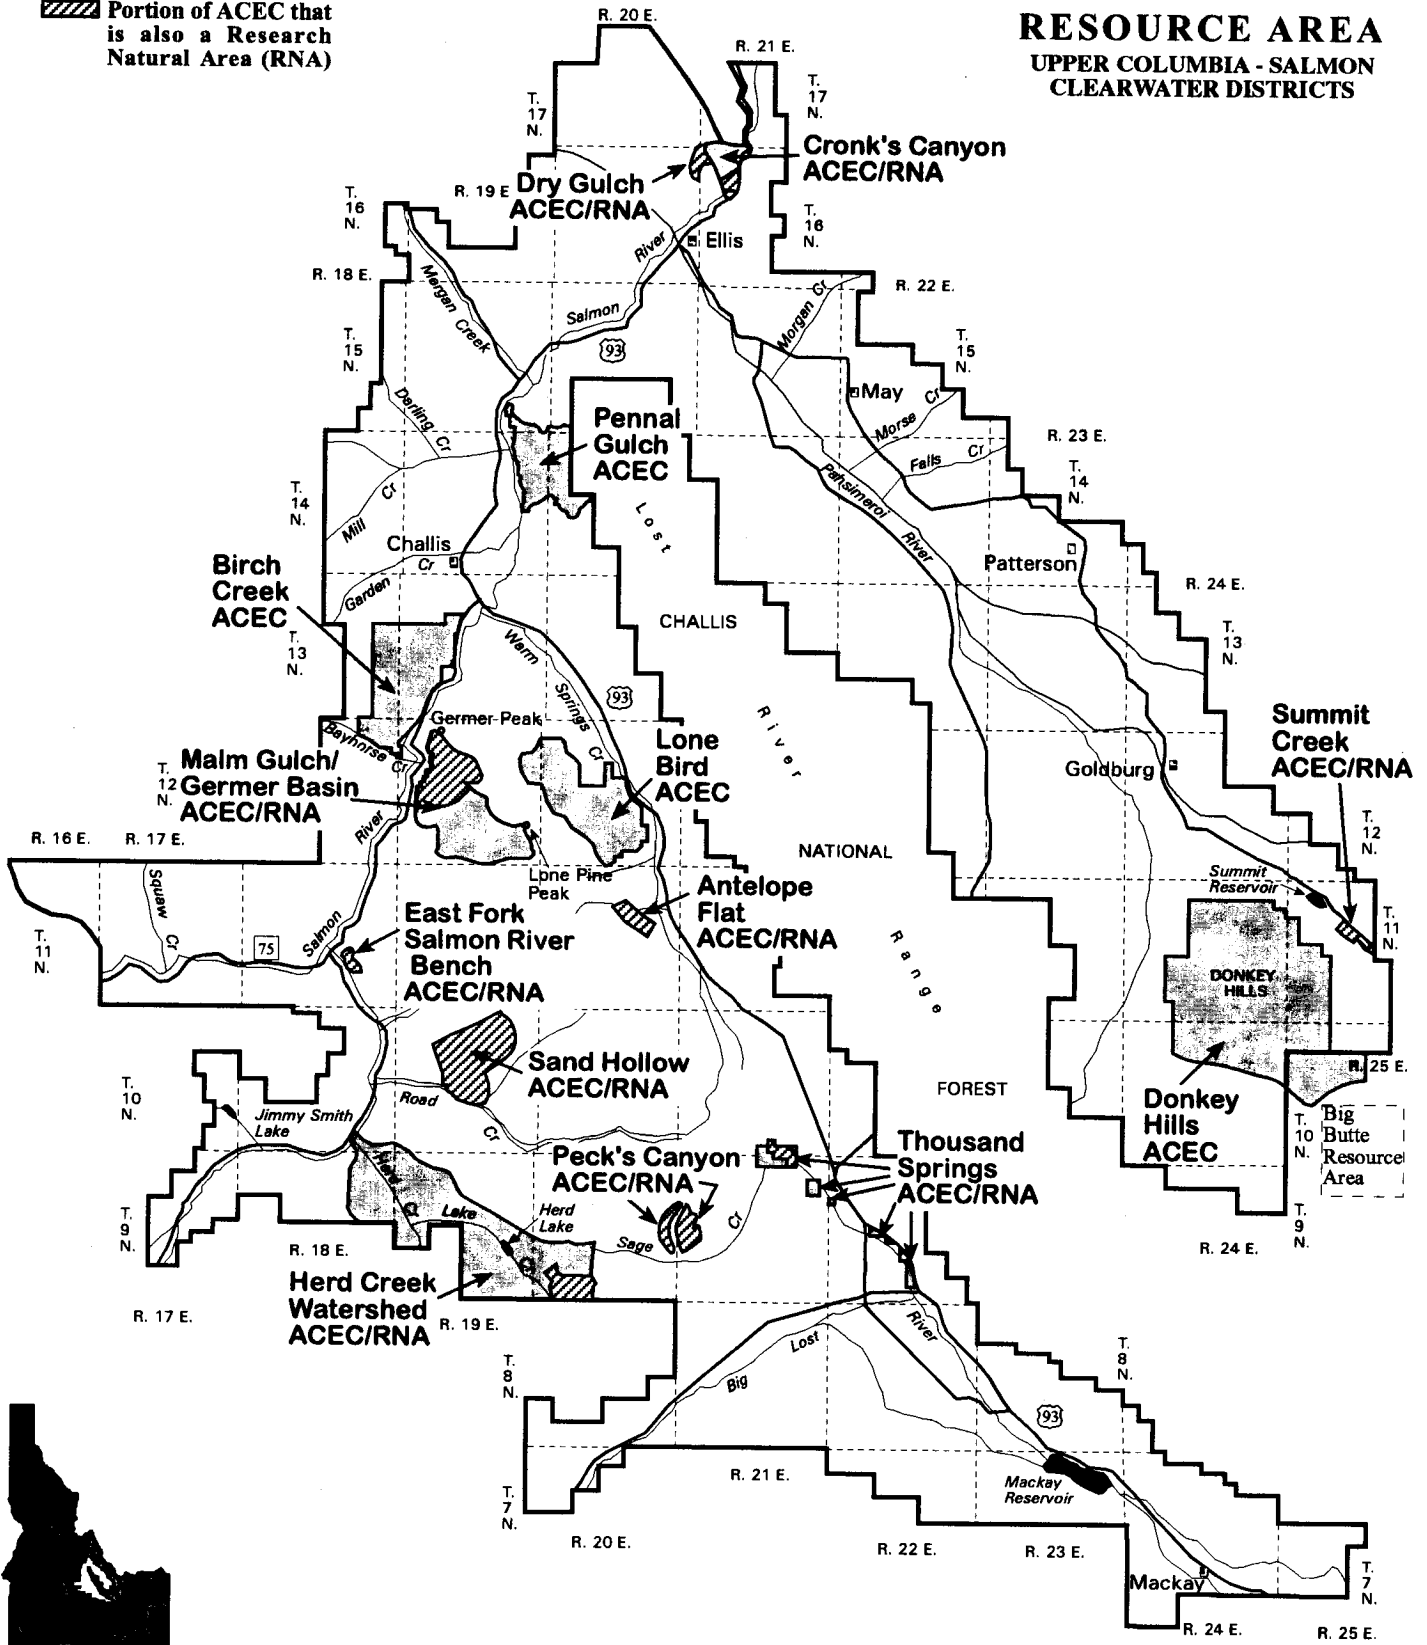 Portion of ACEC that
is also a Research
Natural Area (RNA)
RESOURCE AREA
UPPER COLUMBIA - SALMON
CLEARWATER DISTRICTS
R. 20 E.
R. 21 E.
T.
17
N.
T.
17
N.
Cronk's Canyon
ACEC/RNA
Dry Gulch
ACEC/RNA
R. 19 E
T.
16
N.
T.
16
N.
River
Ellis
R. 18 E.
Morgan Creek
Salmon
93
Morgan Cr
R. 22 E.
T.
15
N.
T.
15
N.
May
Darling Cr
Pennal
Gulch
ACEC
Morse Cr
Falls Cr
R. 23 E.
T.
14
N.
T.
14
N.
Mill Cr
Lost
Pahsimeroi
River
Challis
Patterson
Birch
Creek
ACEC
Garden Cr
R. 24 E.
CHALLIS
T.
13
N.
T.
13
N.
Warm
Springs
Cr
93
River
Germer Peak
Bayhorse Cr
Lone
Bird
ACEC
Summit
Creek
ACEC/RNA
Malm Gulch/
Germer Basin
ACEC/RNA
T.
12
N.
Goldburg
T.
12
N.
River
R. 16 E.
R. 17 E.
NATIONAL
Lone Pine
Peak
Summit
Reservoir
Squaw
Cr
Antelope
Flat
ACEC/RNA
East Fork
Salmon River
Bench
ACEC/RNA
T.
11
N.
75
Salmon
Range
T.
11
N.
DONKEY
HILLS
Sand Hollow
ACEC/RNA
FOREST
R. 25 E.
T.
10
N.
Jimmy Smith
Lake
Road
Cr
Donkey
Hills
ACEC
T.
10
N.
Big
Butte
Resource
Area
Thousand
Springs
ACEC/RNA
Peck's Canyon
ACEC/RNA
Herd
Lake
Cr
Herd
Lake
Sage
Cr
T.
9
N.
T.
9
N.
R. 18 E.
R. 24 E.
Herd Creek
Watershed
ACEC/RNA
R. 17 E.
R. 19 E.
River
Lost
Big
T.
8
N.
T.
8
N.
93
R. 21 E.
Mackay
Reservoir
T.
7
N.
R. 20 E.
R. 22 E.
R. 23 E.
Mackay
T.
7
N.
R. 24 E.
R. 25 E.